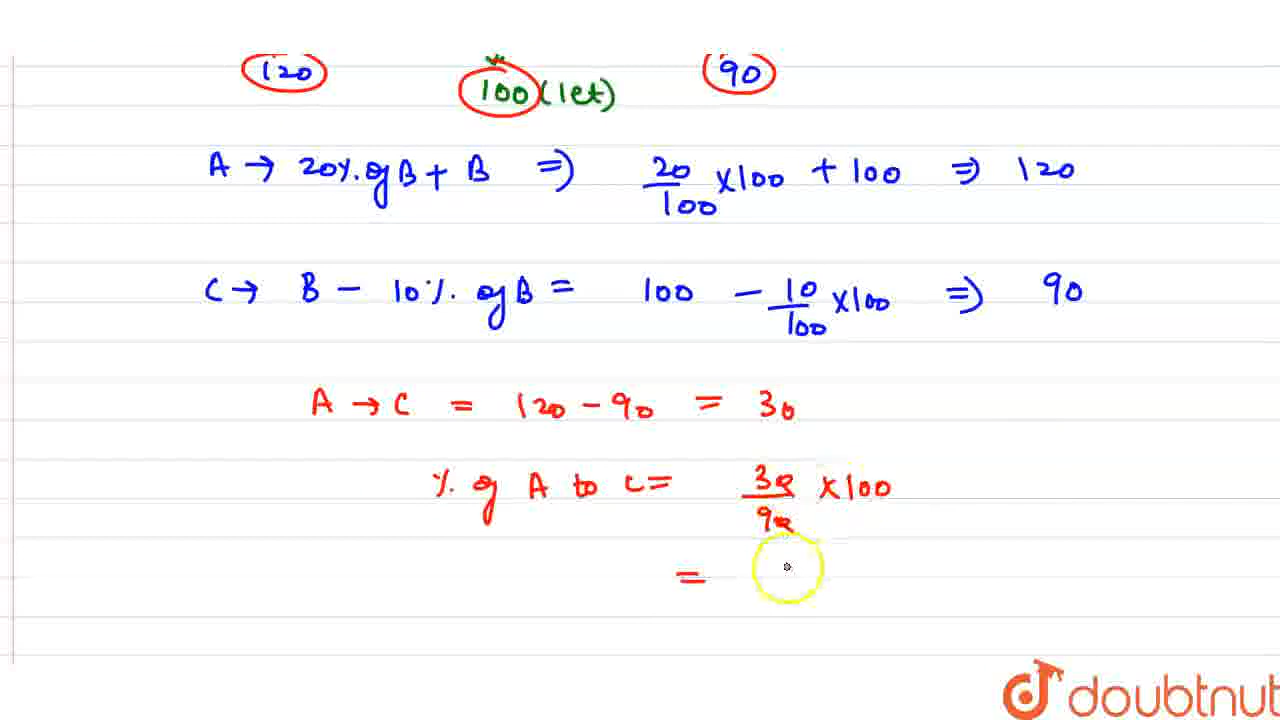 120 100 (let) 90
A → 20%. of B + B ⇒ 20/100 × 100 + 100 ⇒ 120
C → B - 10%. of B = 100 - 10/100 × 100 ⇒ 90
A → C = 120 - 90 = 30
%. of A to C = 30/90 × 100
=
doubtnut